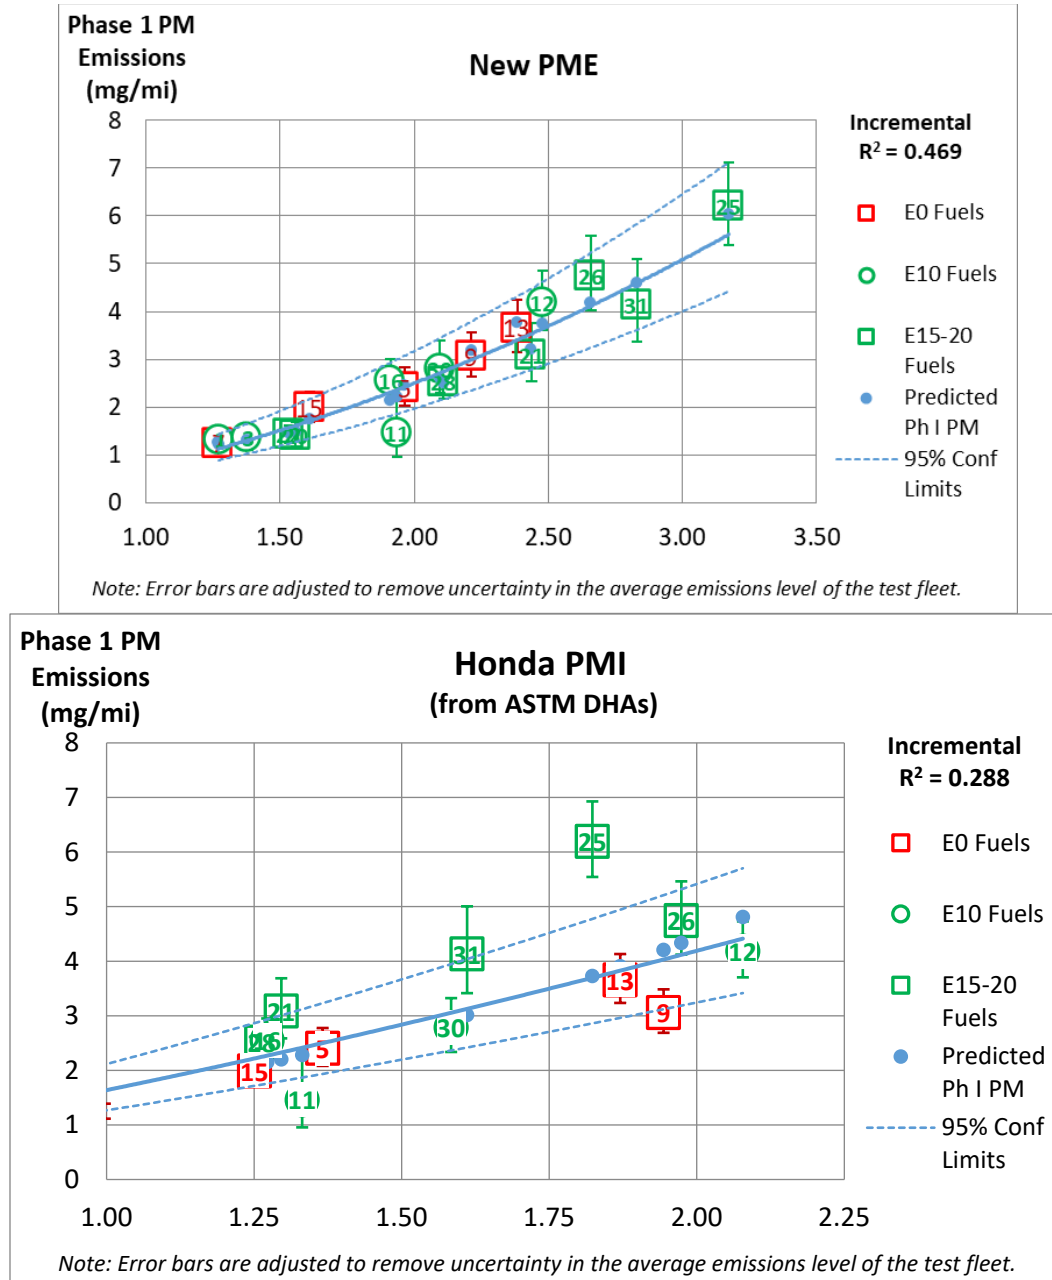 Phase 1 PM
Emissions
(mg/mi)
New PME
8
7
6
5
4
3
2
1
0
1.00 1.50 2.00 2.50 3.00 3.50
25
26
31
12
13
21
9
28
16
5
15
11
3
20
Incremental
R² = 0.469
E0 Fuels
E10 Fuels
E15-20
Fuels
Predicted
Ph I PM
95% Conf
Limits
Note: Error bars are adjusted to remove uncertainty in the average emissions level of the test fleet.
Phase 1 PM
Emissions
(mg/mi)
Honda PMI
(from ASTM DHAs)
8
7
6
5
4
3
2
1
0
1.00 1.25 1.50 1.75 2.00 2.25
25
26
31
12
13
21
9
30
28
16
5
15
11
Incremental
R² = 0.288
E0 Fuels
E10 Fuels
E15-20
Fuels
Predicted
Ph I PM
95% Conf
Limits
Note: Error bars are adjusted to remove uncertainty in the average emissions level of the test fleet.